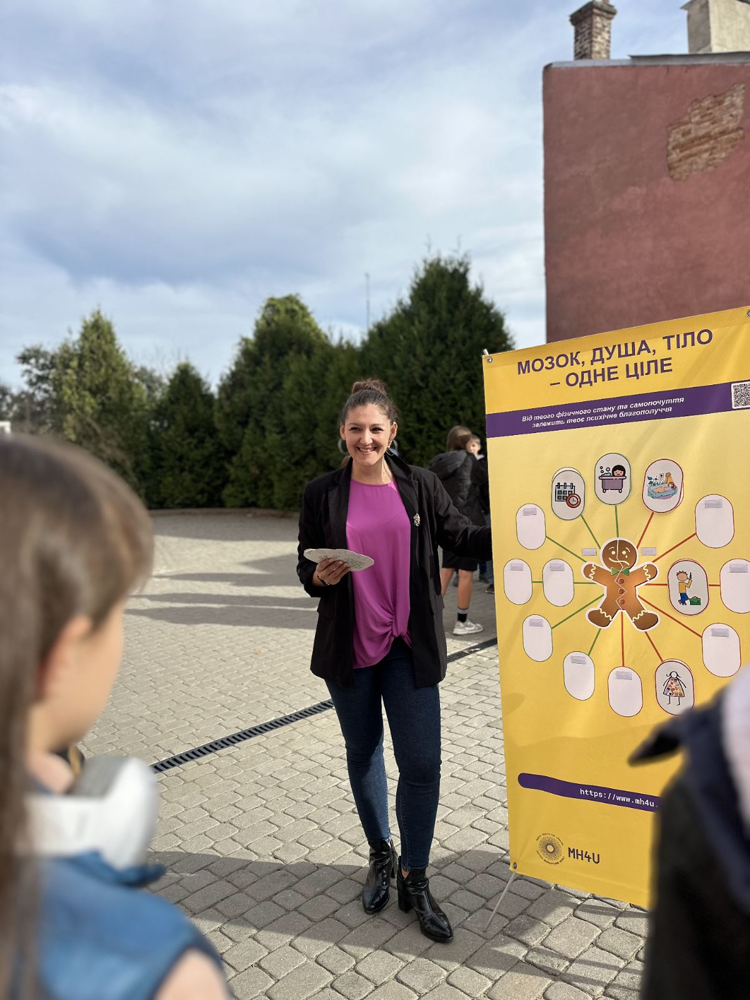 МОЗОК, ДУША, ТІЛО
– ОДНЕ ЦІЛЕ
Від твого фізичного стану та самопочуття
залежить твоє психічне благополуччя
https://www.mh4u.
MH4U